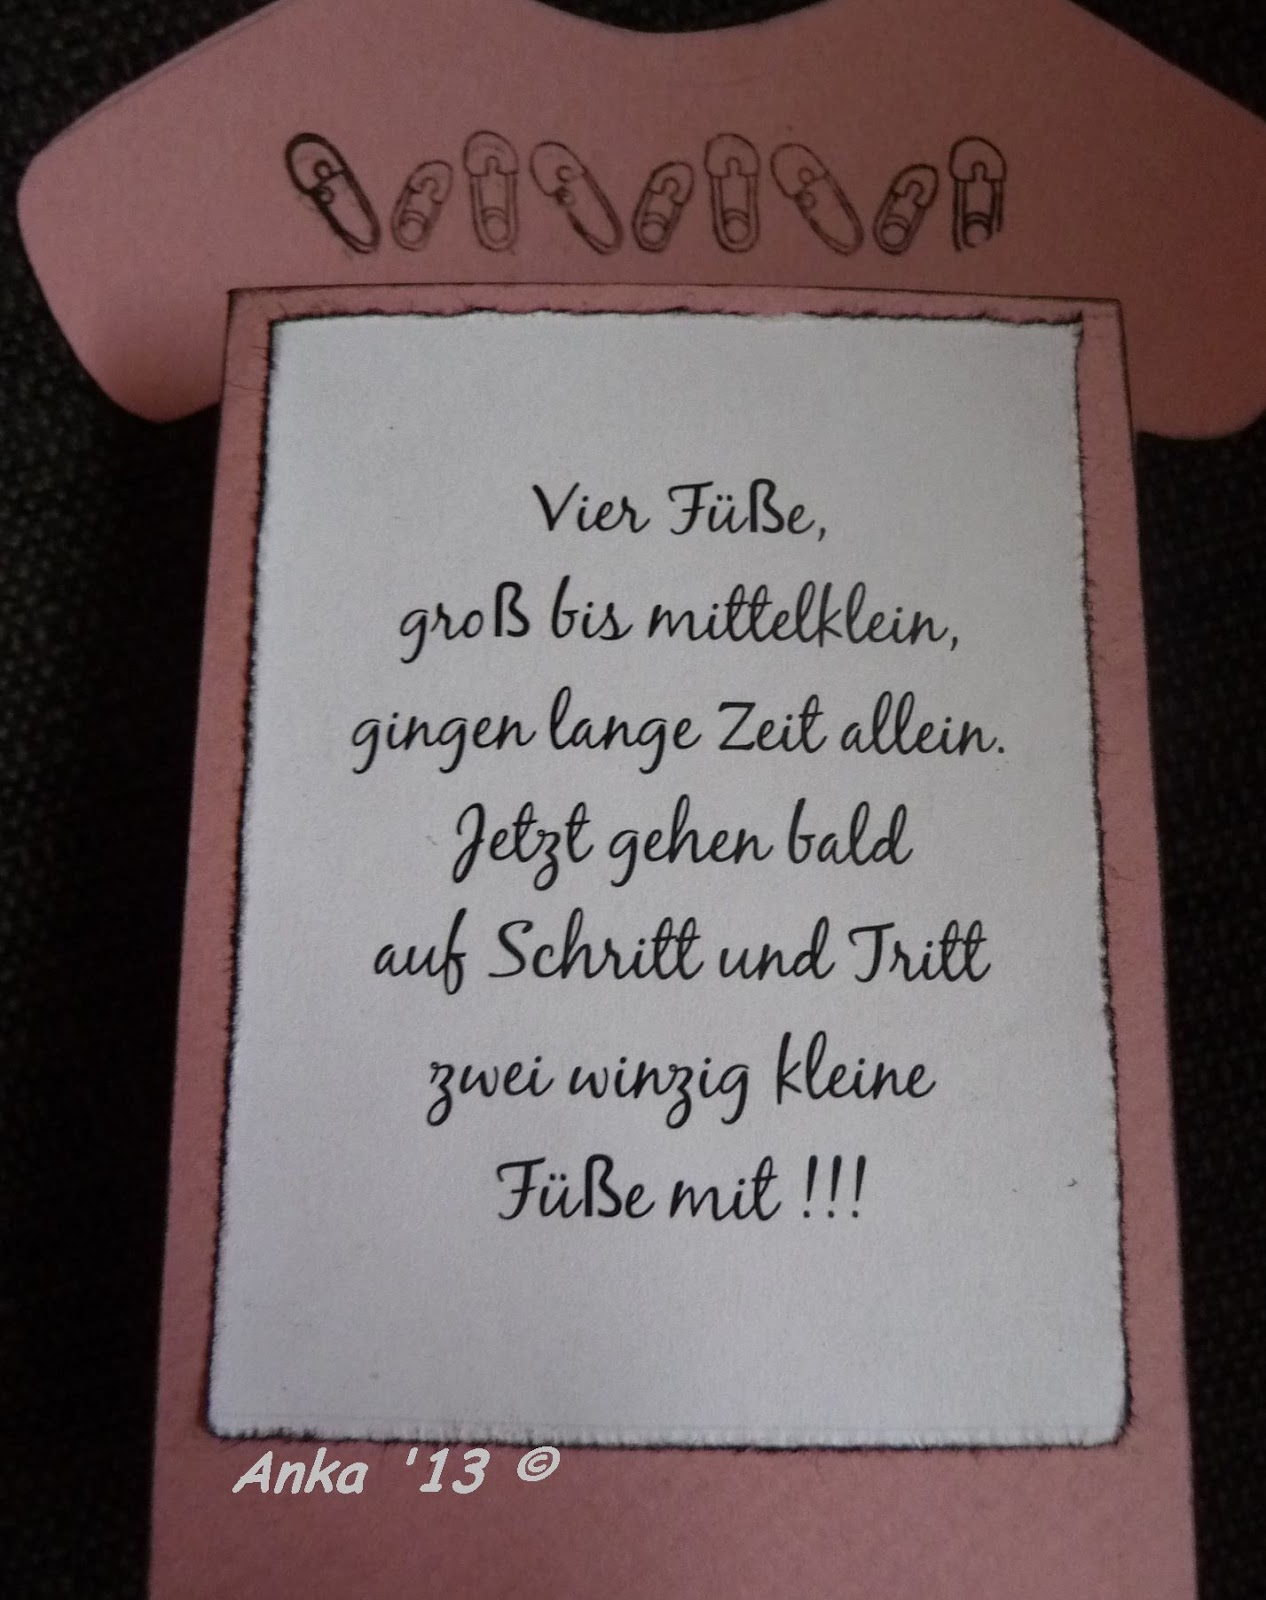 Vier Füße,
groß bis mittelklein,
gingen lange Zeit allein.
Jetzt gehen bald
auf Schritt und Tritt
zwei winzig kleine
Füße mit !!!
Anka '13 ©